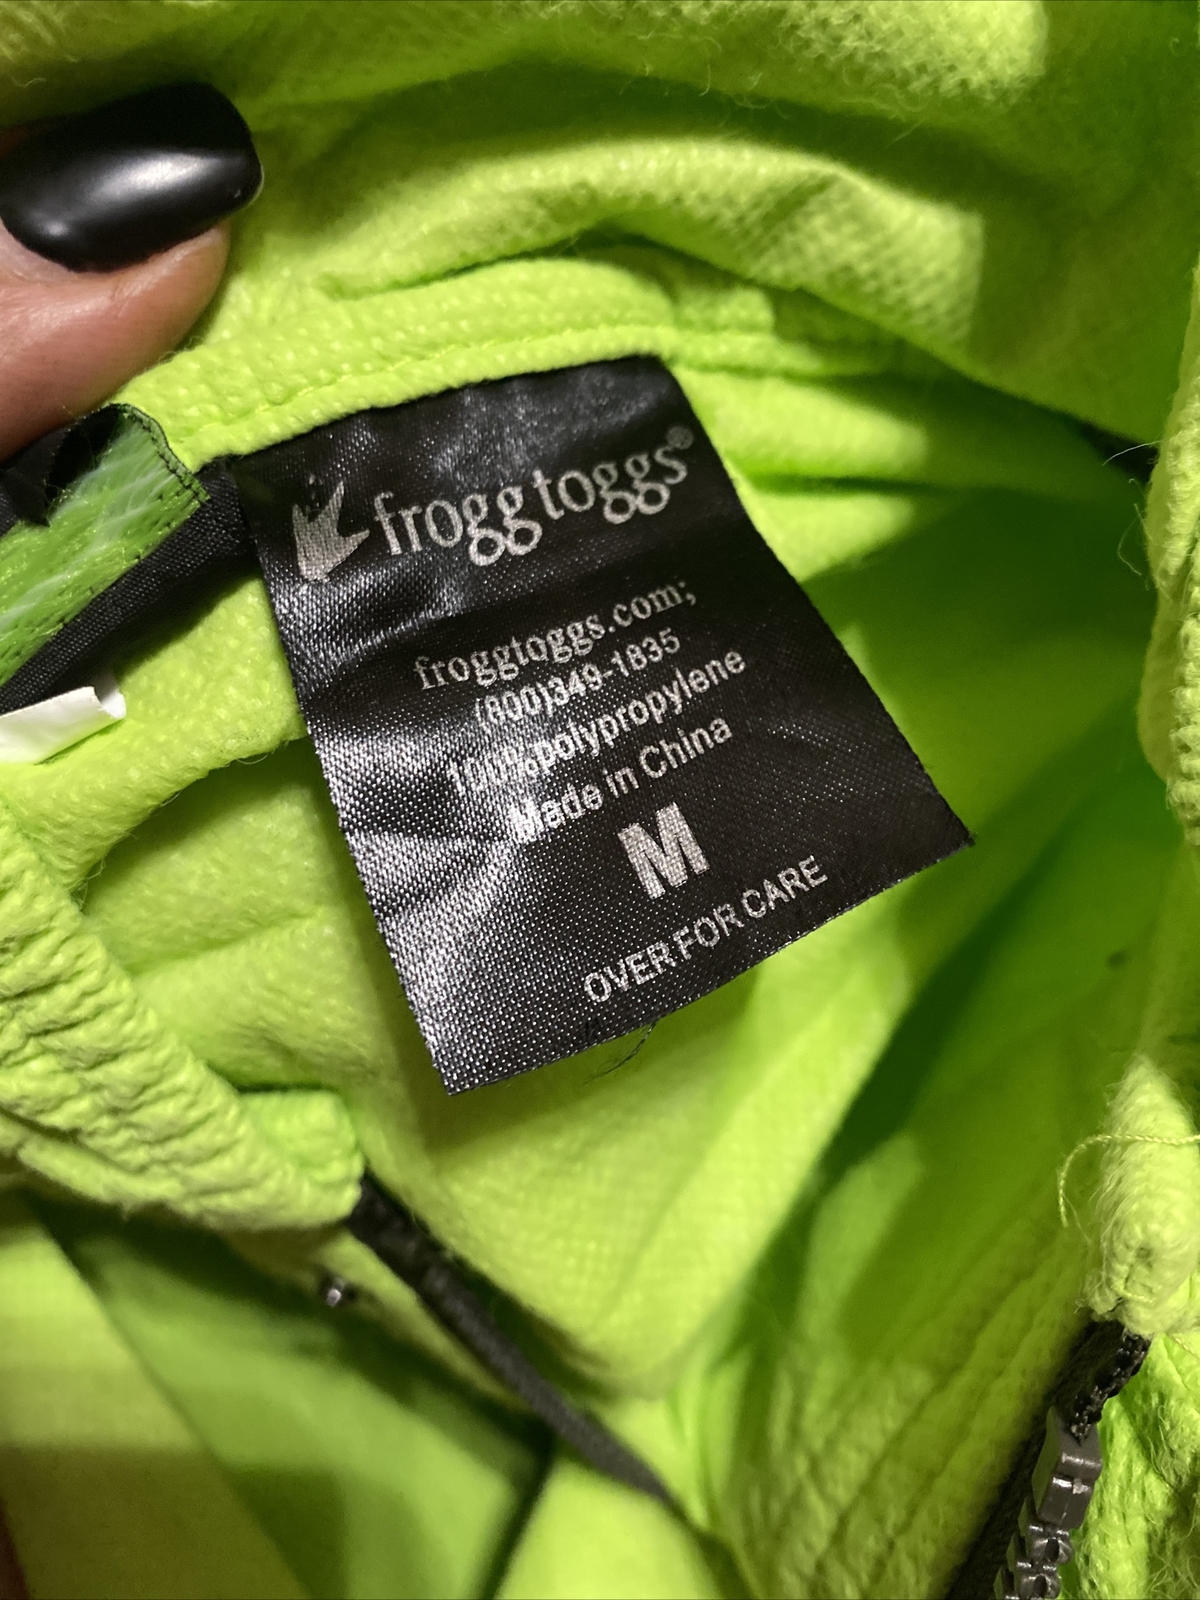 frogg toggs®
froggtoggs.com;
(800)349-1835
100%polypropylene
Made in China
M
OVER FOR CARE